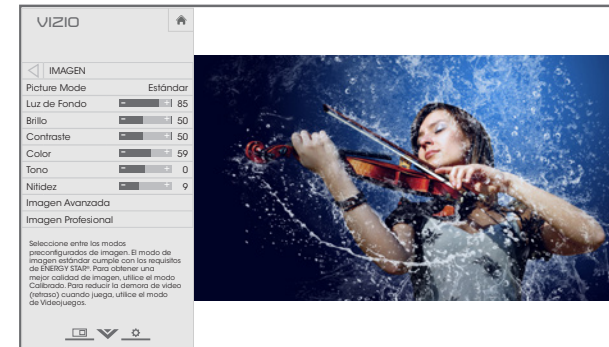 VIZIO
IMAGEN
Picture Mode Estándar
Luz de Fondo 85
Brillo 50
Contraste 50
Color 59
Tono 0
Nitidez 9
Imagen Avanzada
Imagen Profesional
Seleccione entre los modos
preconfigurados de imagen. El modo de
imagen estándar cumple con los requisitos
de ENERGY STAR®. Para obtener una
mejor calidad de imagen, utilice el modo
Calibrado. Para reducir la demora de video
(retraso) cuando juega, utilice el modo
de Videojuegos.